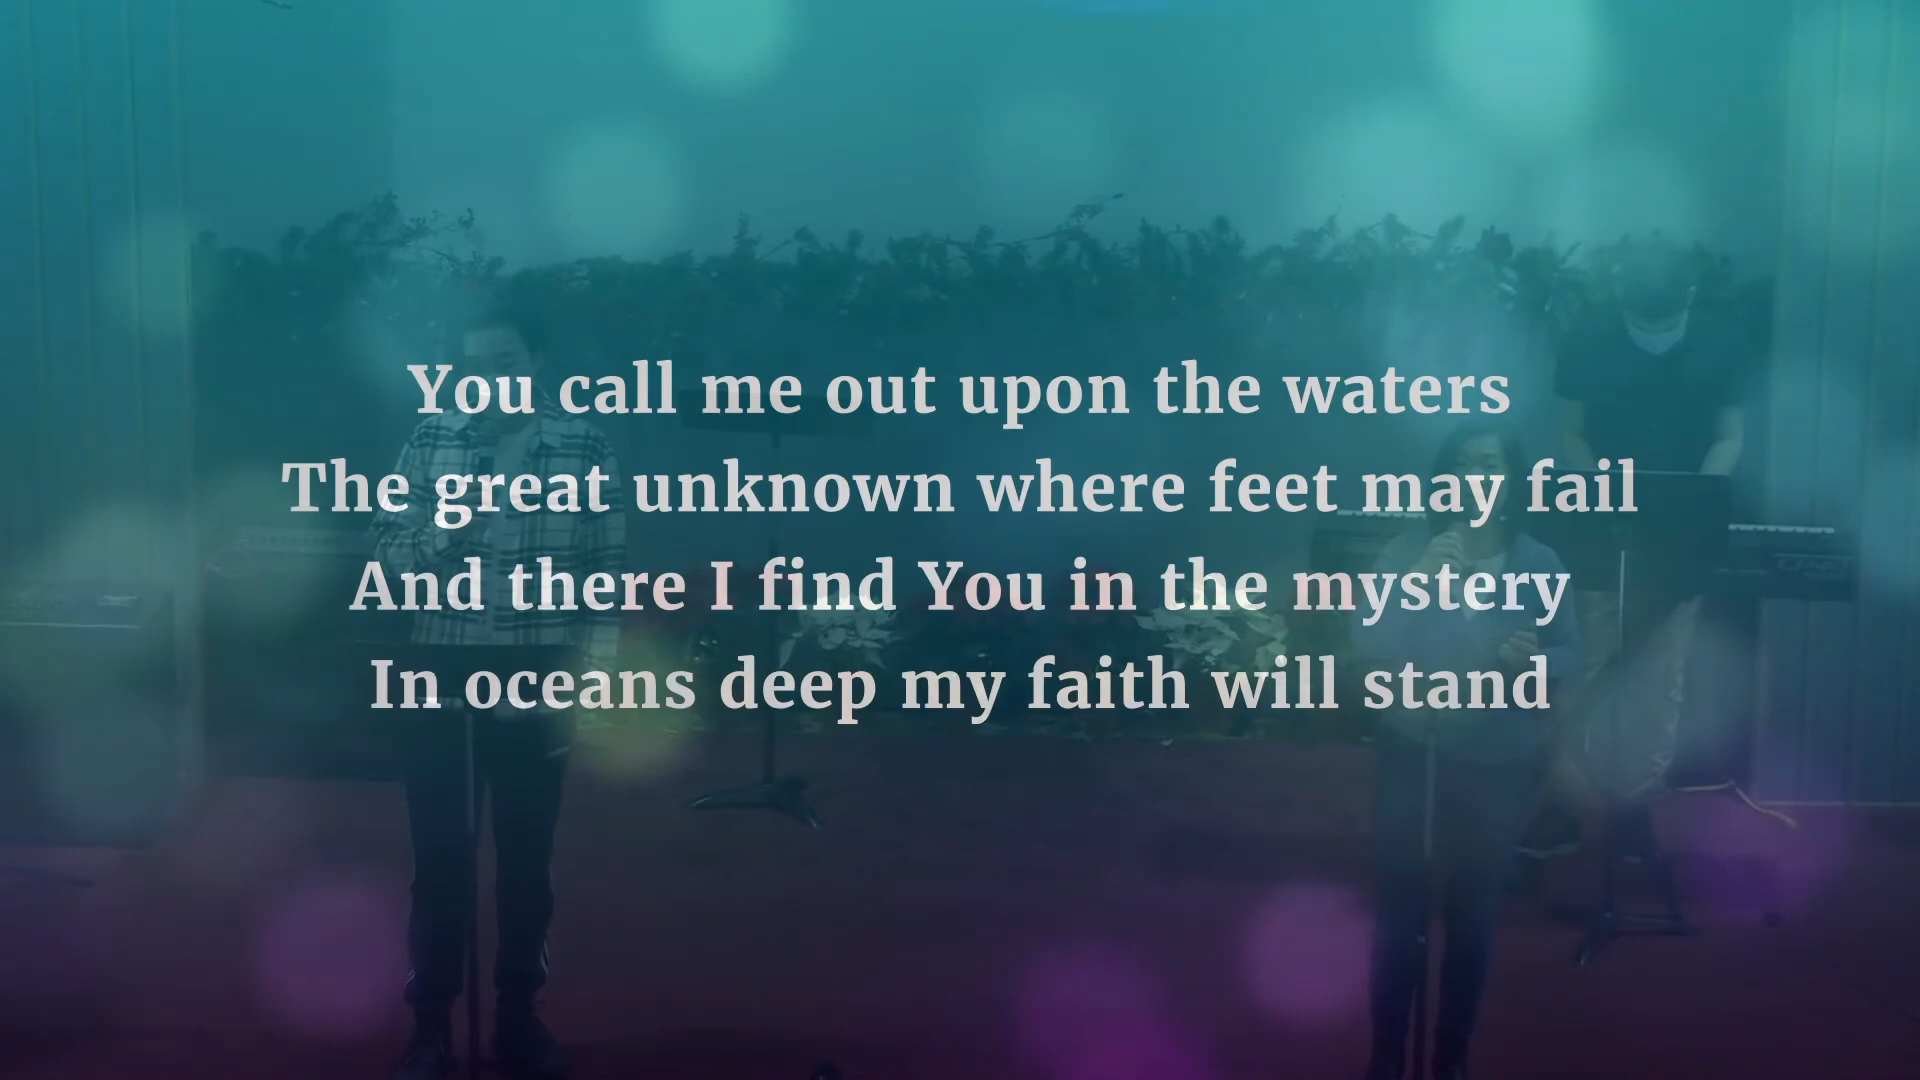 You call me out upon the waters
The great unknown where feet may fail
And there I find You in the mystery
In oceans deep my faith will stand